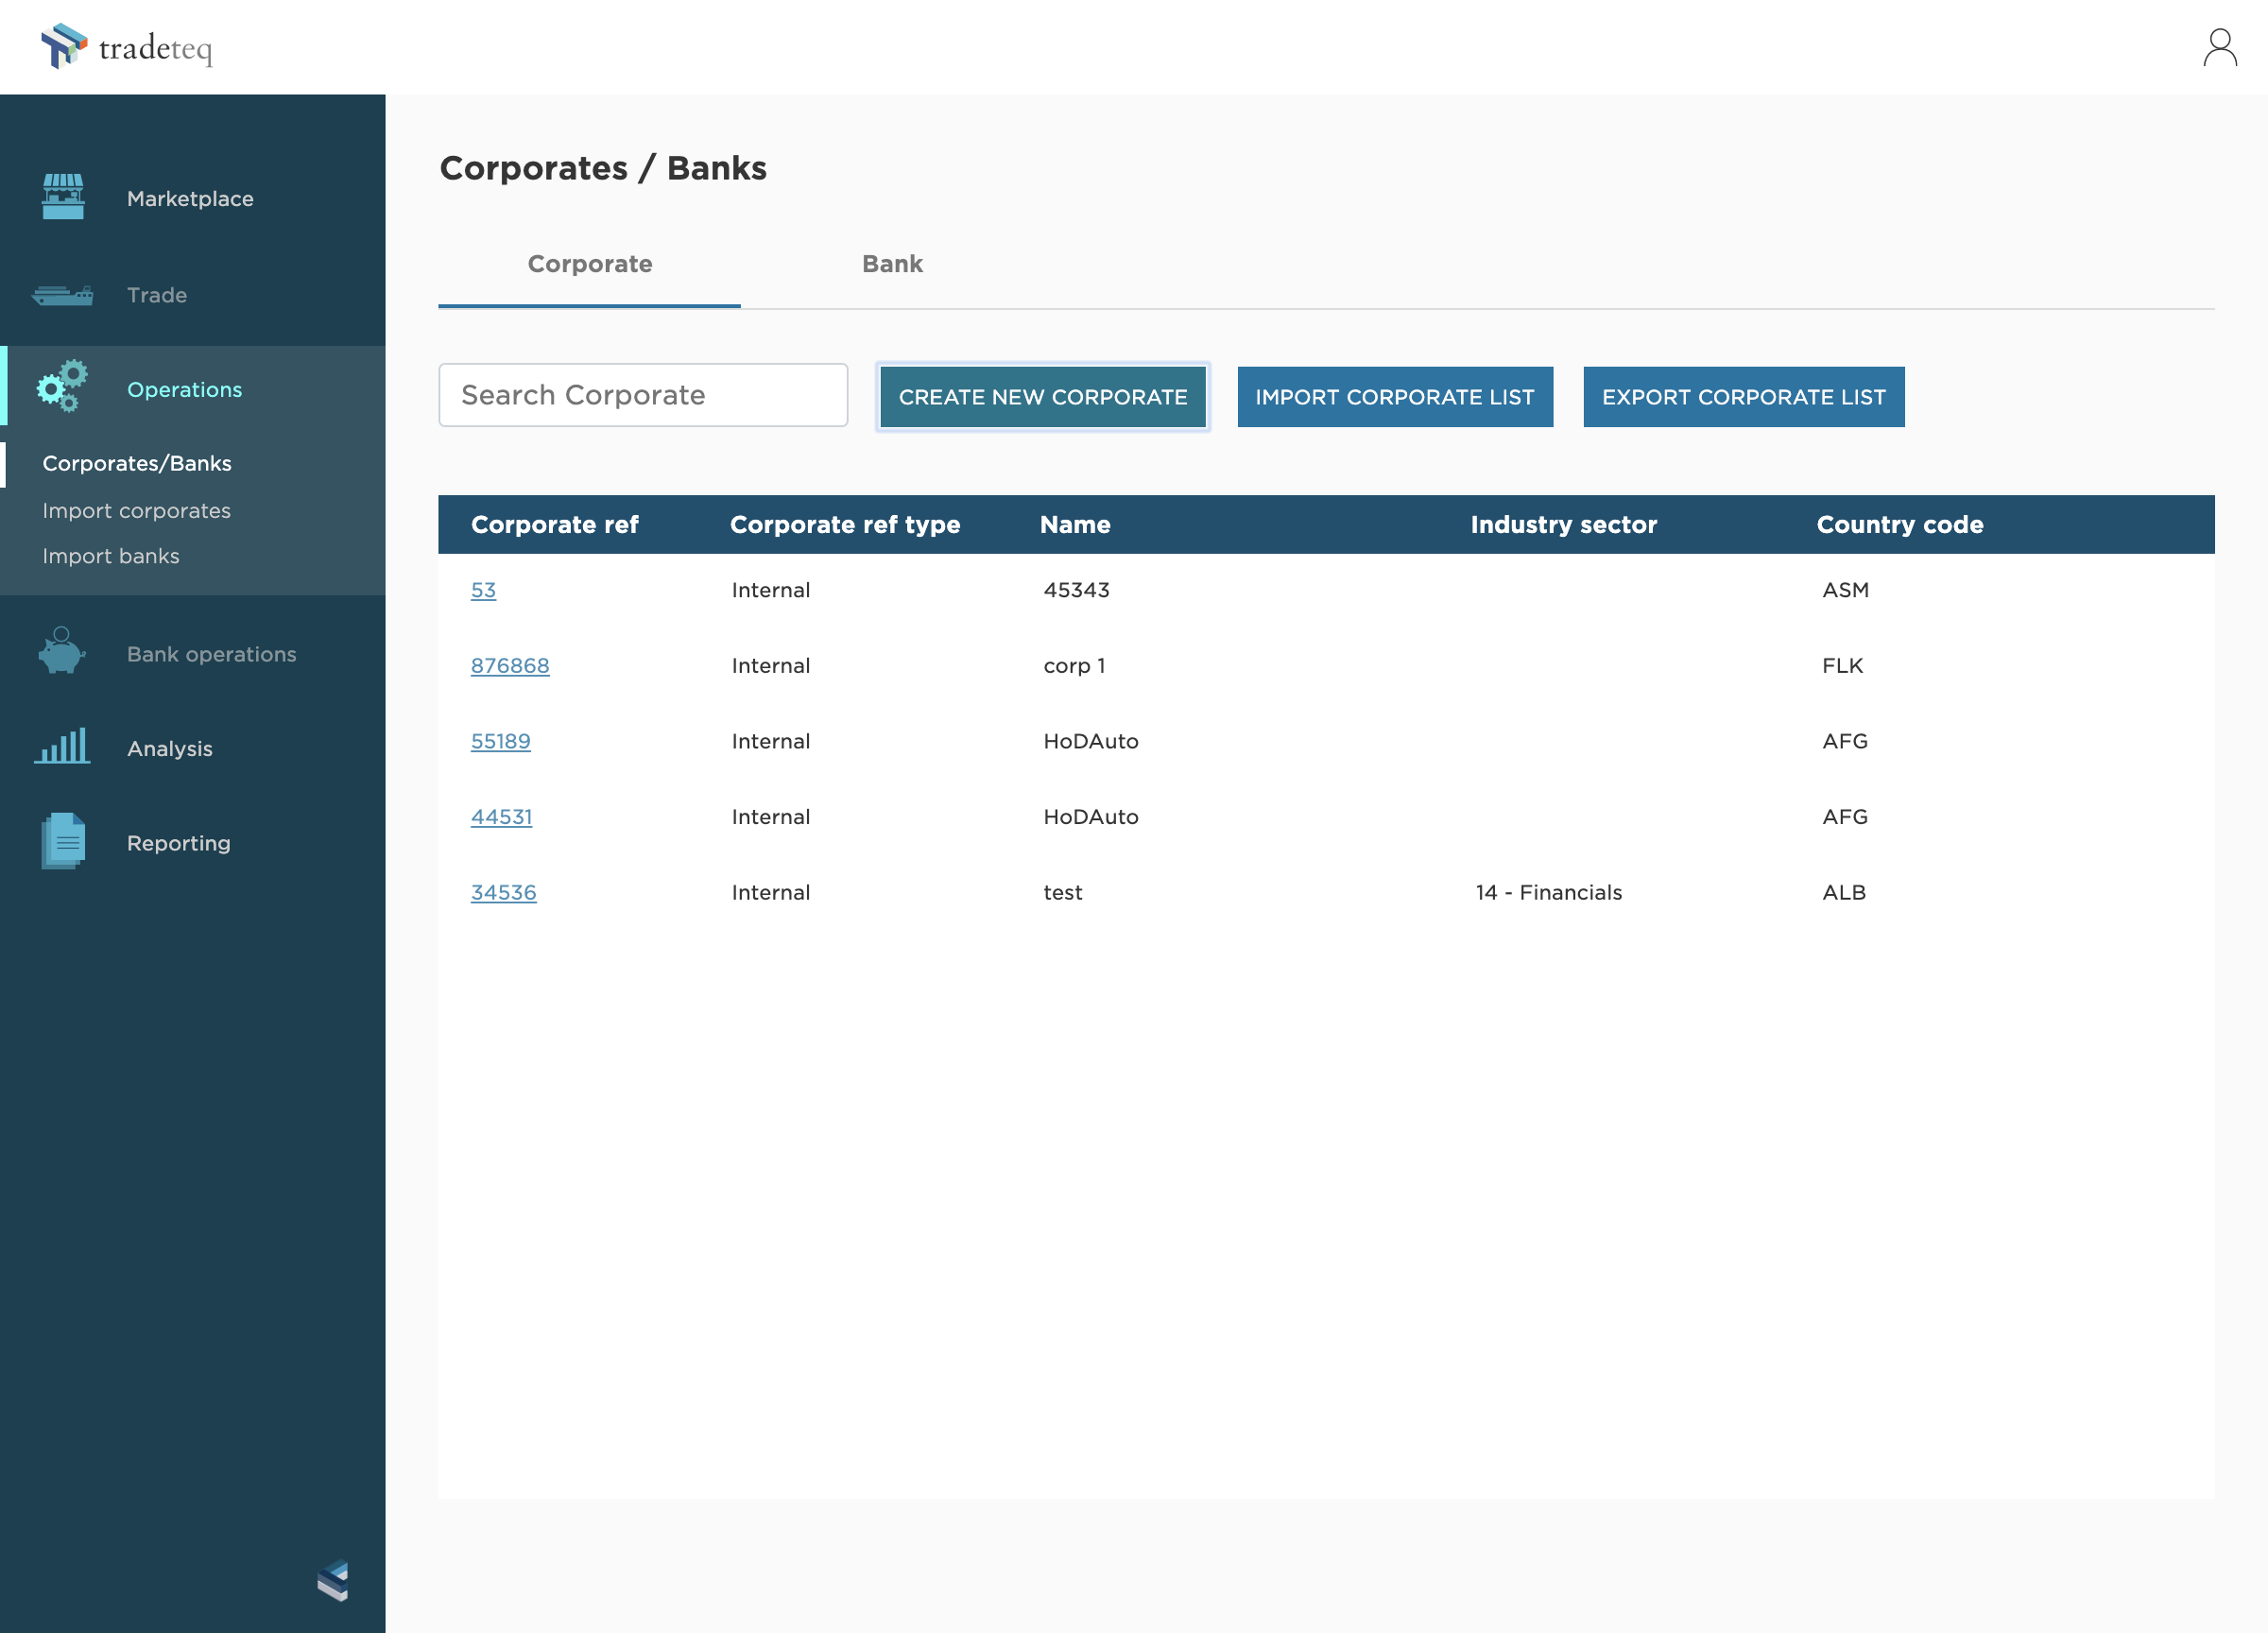 tradeteq
Marketplace
Trade
Operations
Corporates/Banks
Import corporates
Import banks
Bank operations
Analysis
Reporting
Corporates / Banks
Corporate Bank
Search Corporate CREATE NEW CORPORATE IMPORT CORPORATE LIST EXPORT CORPORATE LIST
Corporate ref Corporate ref type Name Industry sector Country code
53 Internal 45343 ASM
876868 Internal corp 1 FLK
55189 Internal HoDAuto AFG
44531 Internal HoDAuto AFG
34536 Internal test 14 - Financials ALB